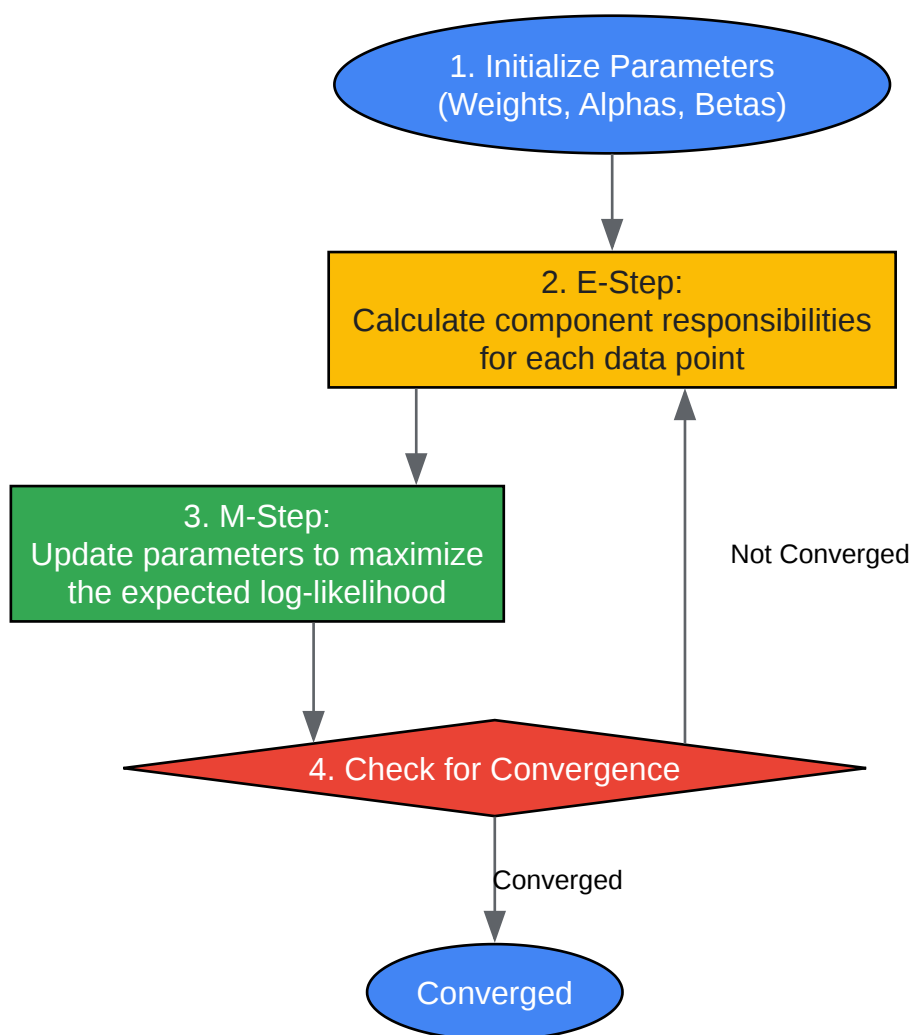 1. Initialize Parameters
(Weights, Alphas, Betas)
2. E-Step:
Calculate component responsibilities
for each data point
3. M-Step:
Update parameters to maximize
the expected log-likelihood
Not Converged
4. Check for Convergence
Converged
Converged